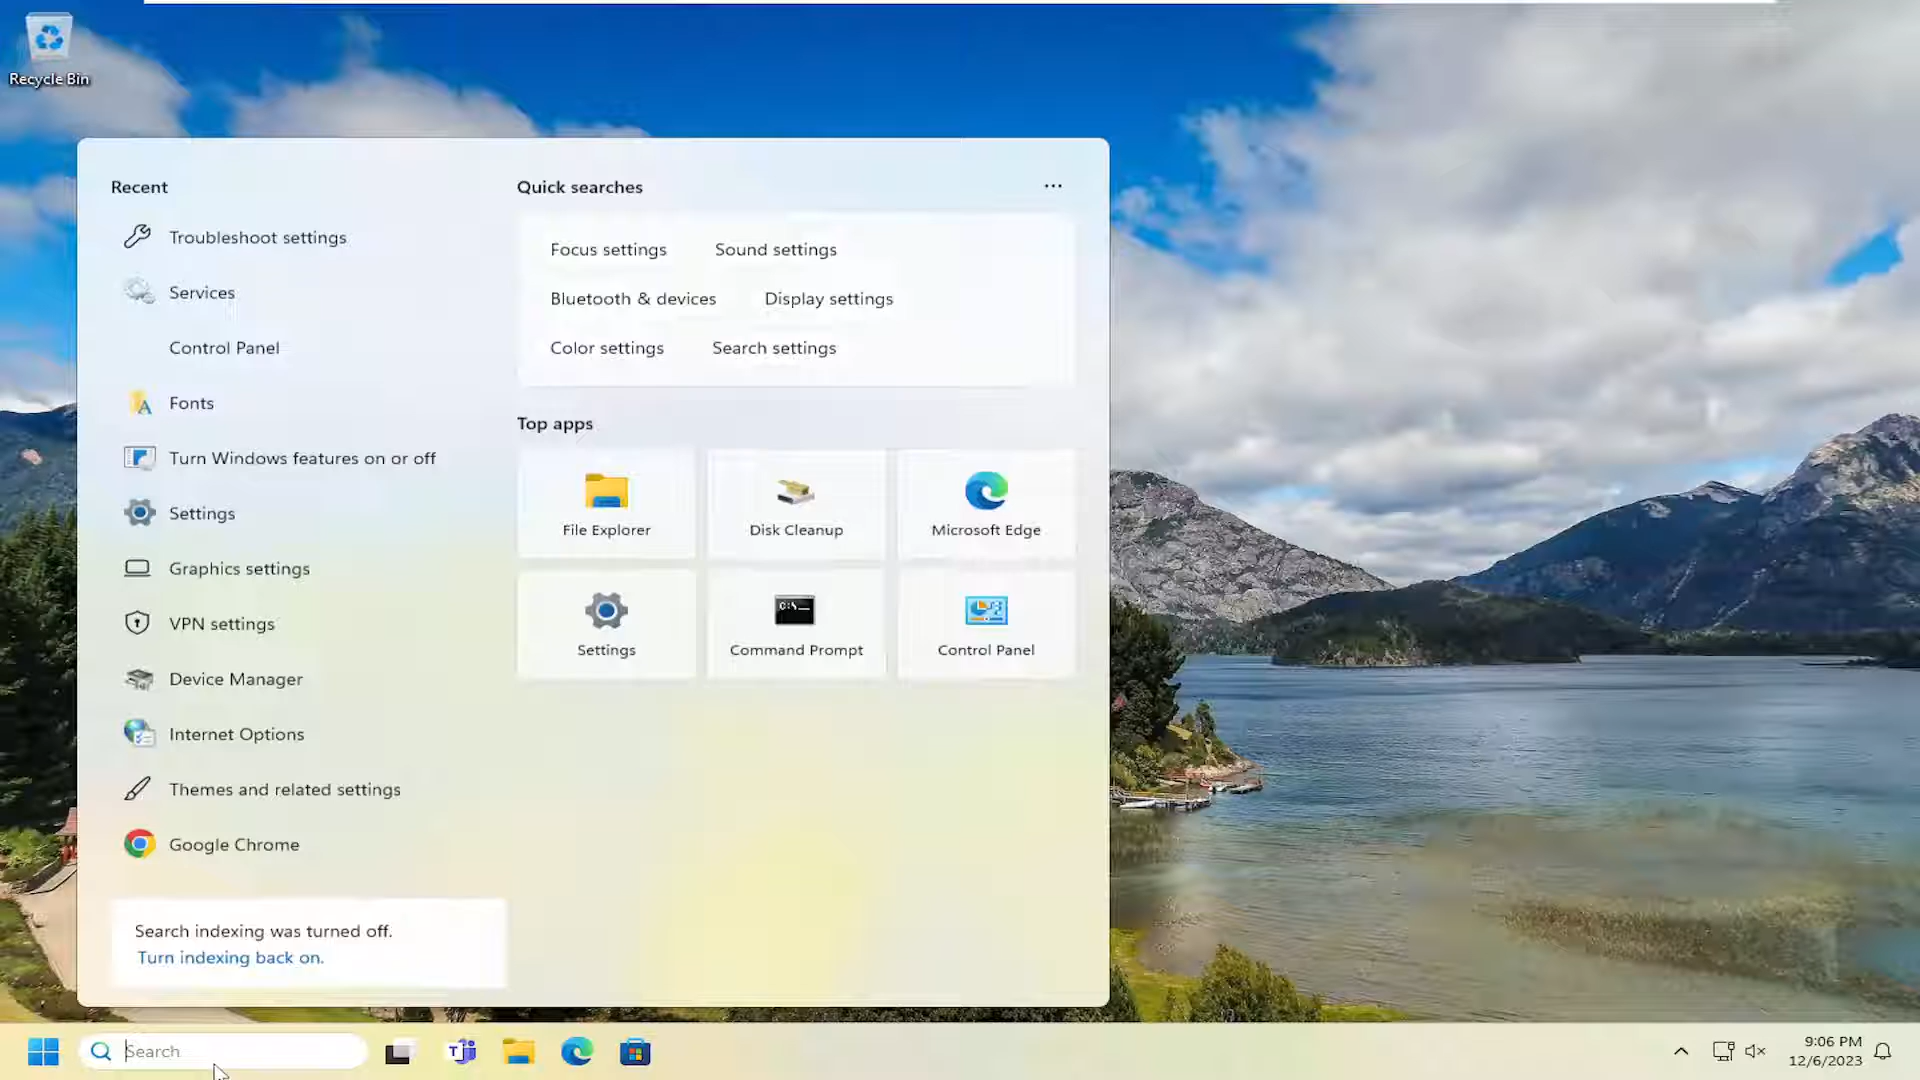 Recycle Bin
Recent
Troubleshoot settings
Services
Control Panel
Fonts
Turn Windows features on or off
Settings
Graphics settings
VPN settings
Device Manager
Internet Options
Themes and related settings
Google Chrome
Search indexing was turned off.
Turn indexing back on.
Quick searches
Focus settings Sound settings
Bluetooth & devices Display settings
Color settings Search settings
Top apps
File Explorer Disk Cleanup Microsoft Edge
C:\
Settings Command Prompt Control Panel
Search
9:06 PM
12/6/2023